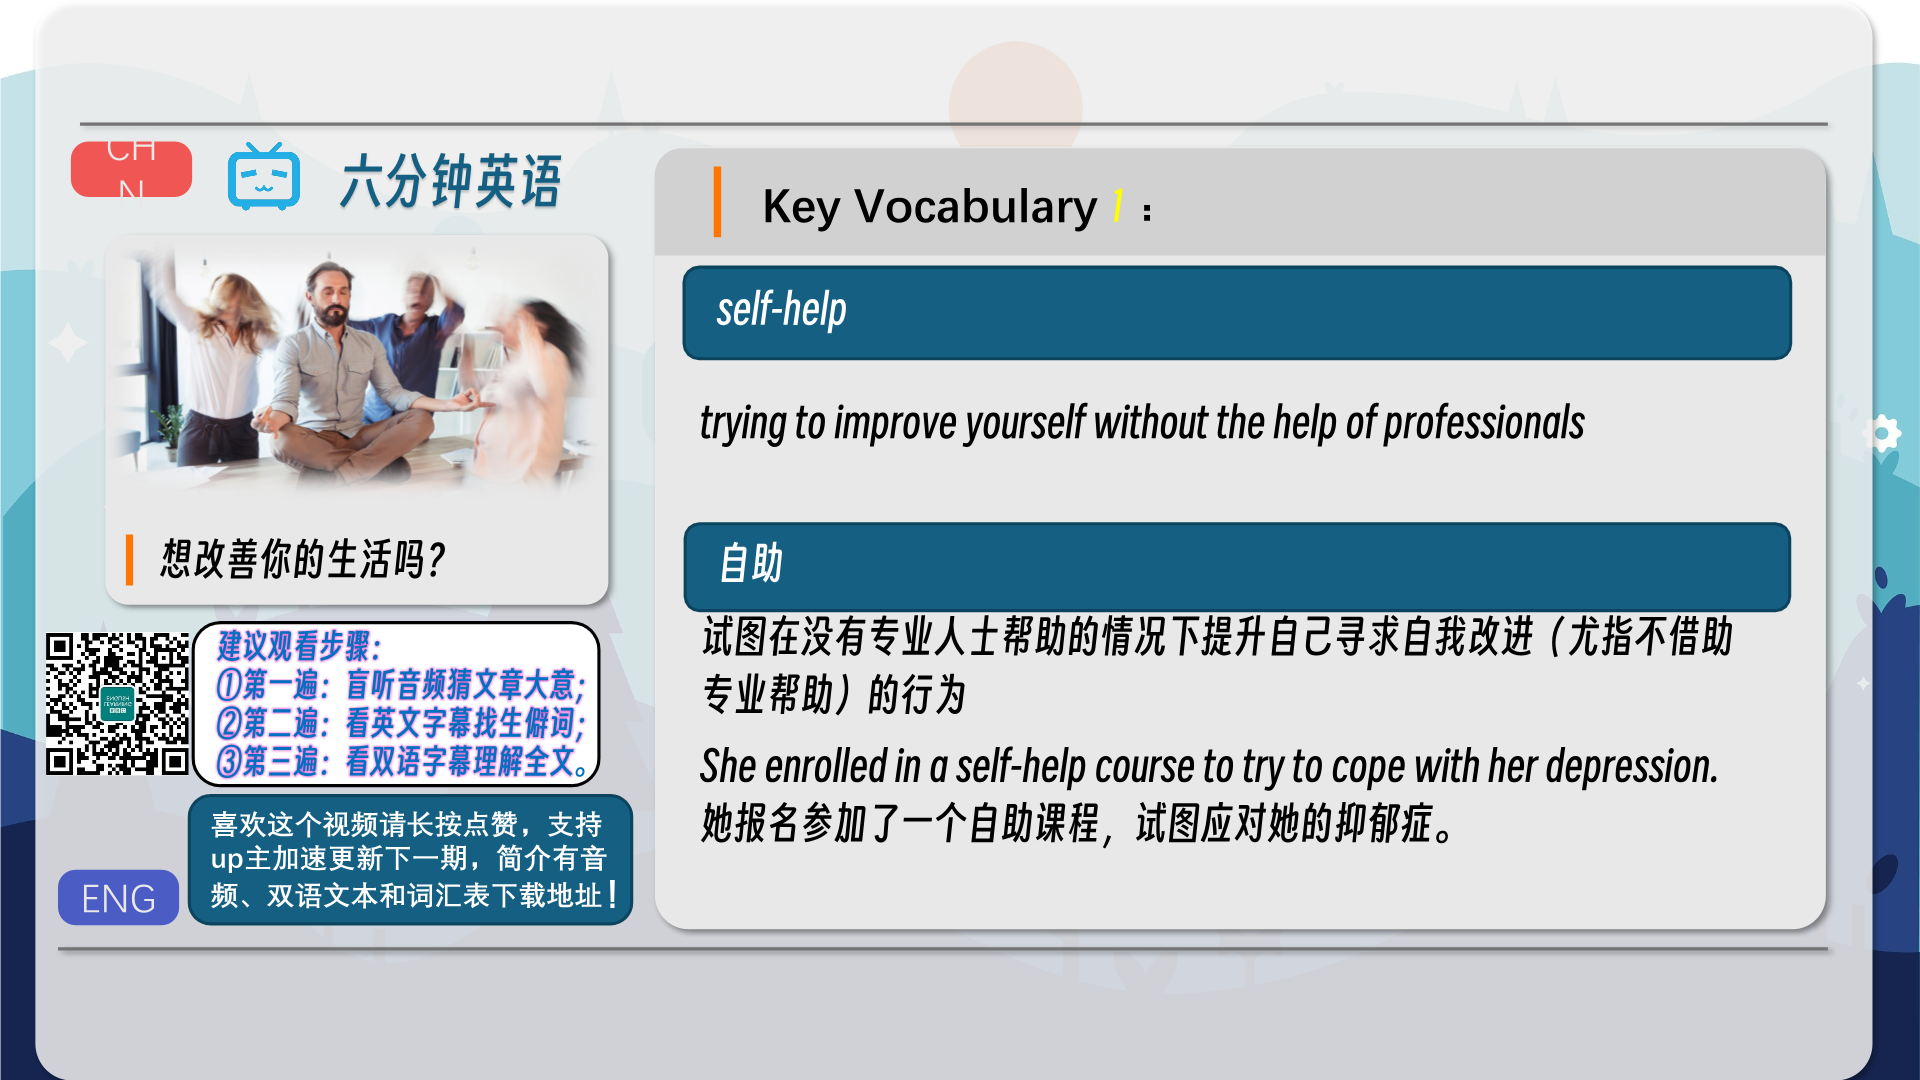 CH
N
六分钟英语
想改善你的生活吗？
建议观看步骤：
①第一遍：盲听音频猜文章大意；
②第二遍：看英文字幕找生僻词；
③第三遍：看双语字幕理解全文。
喜欢这个视频请长按点赞，支持
up主加速更新下一期，简介有音
频、双语文本和词汇表下载地址！
ENG
Key Vocabulary 1：
self-help
trying to improve yourself without the help of professionals
自助
试图在没有专业人士帮助的情况下提升自己寻求自我改进（尤指不借助
专业帮助）的行为
She enrolled in a self-help course to try to cope with her depression.
她报名参加了一个自助课程，试图应对她的抑郁症。